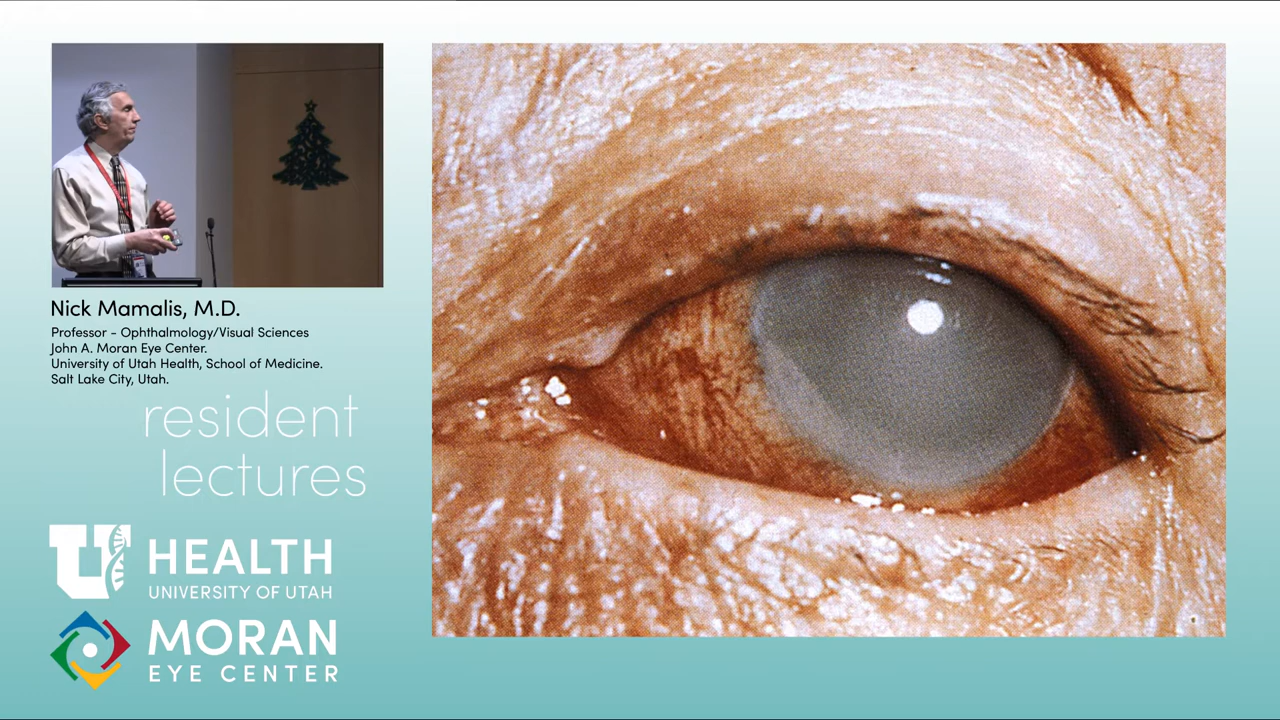 Nick Mamalis, M.D.
Professor - Ophthalmology/Visual Sciences
John A. Moran Eye Center.
University of Utah Health, School of Medicine.
Salt Lake City, Utah.
resident
lectures
U HEALTH
UNIVERSITY OF UTAH
MORAN
EYE CENTER